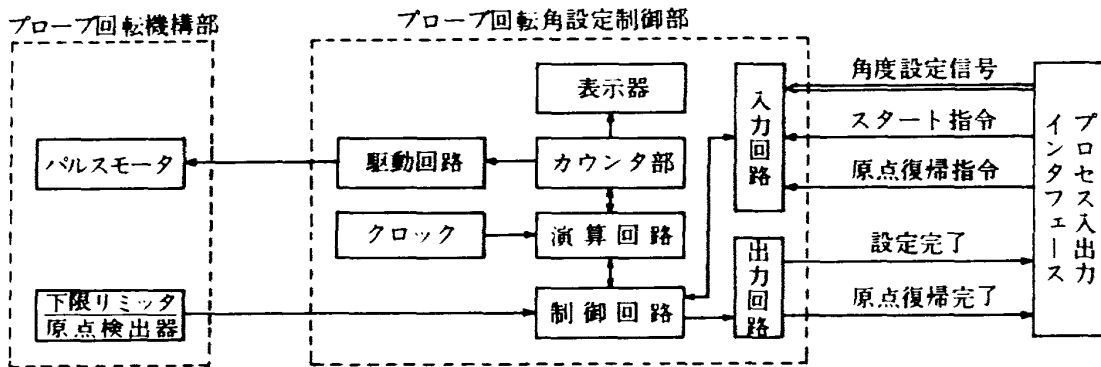 プローブ回転機構部
プローブ回転角設定制御部
表示器
入力回路
角度設定信号
スタート指令
原点復帰指令
プロセス入出力
インタフェース
パルスモータ
駆動回路
カウンタ部
クロック
演算回路
出力回路
設定完了
原点復帰完了
下限リミッタ
原点検出器
制御回路